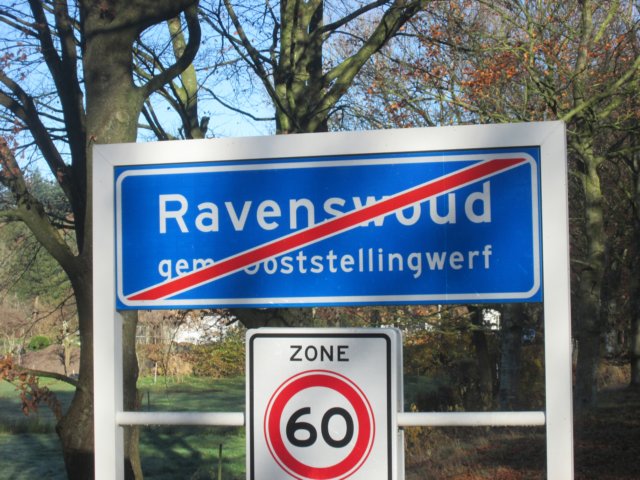 Ravenswoud
gem. Ooststellingwerf
ZONE
60